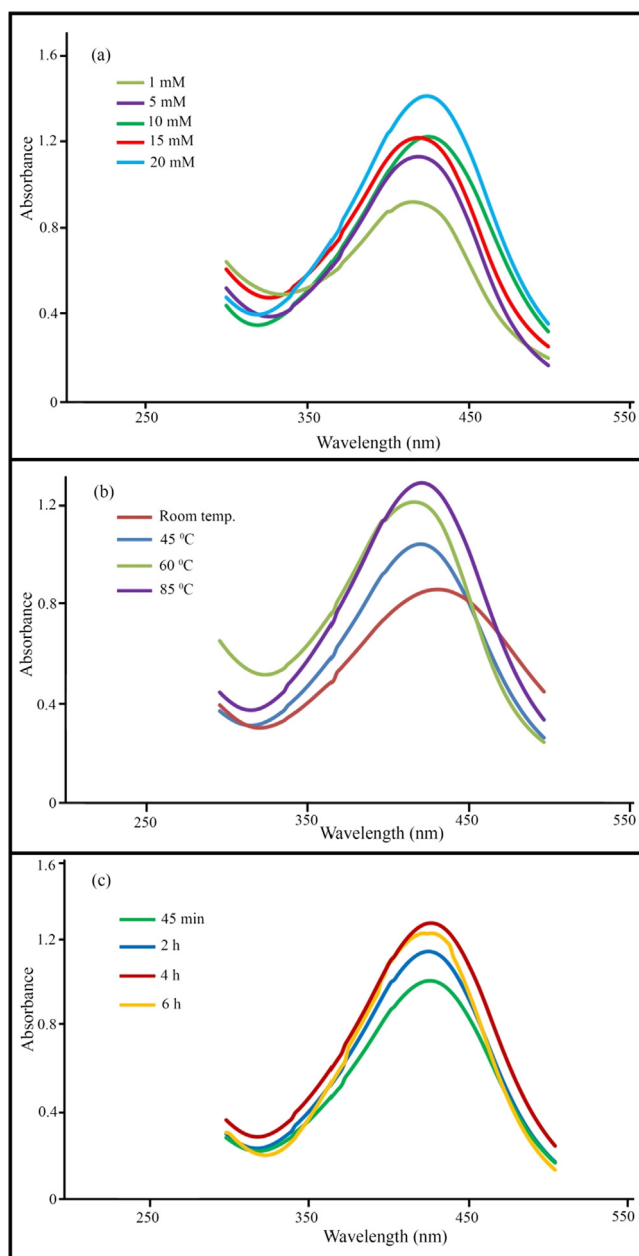 (a)
1.6
1.2
0.8
0.4
0
Absorbance
1 mM
5 mM
10 mM
15 mM
20 mM
250
350
450
550
Wavelength (nm)
(b)
1.2
0.8
0.4
0
Absorbance
Room temp.
45 ⁰C
60 ⁰C
85 ⁰C
250
350
450
550
Wavelength (nm)
(c)
1.6
1.2
0.8
0.4
0
Absorbance
45 min
2 h
4 h
6 h
250
350
450
550
Wavelength (nm)